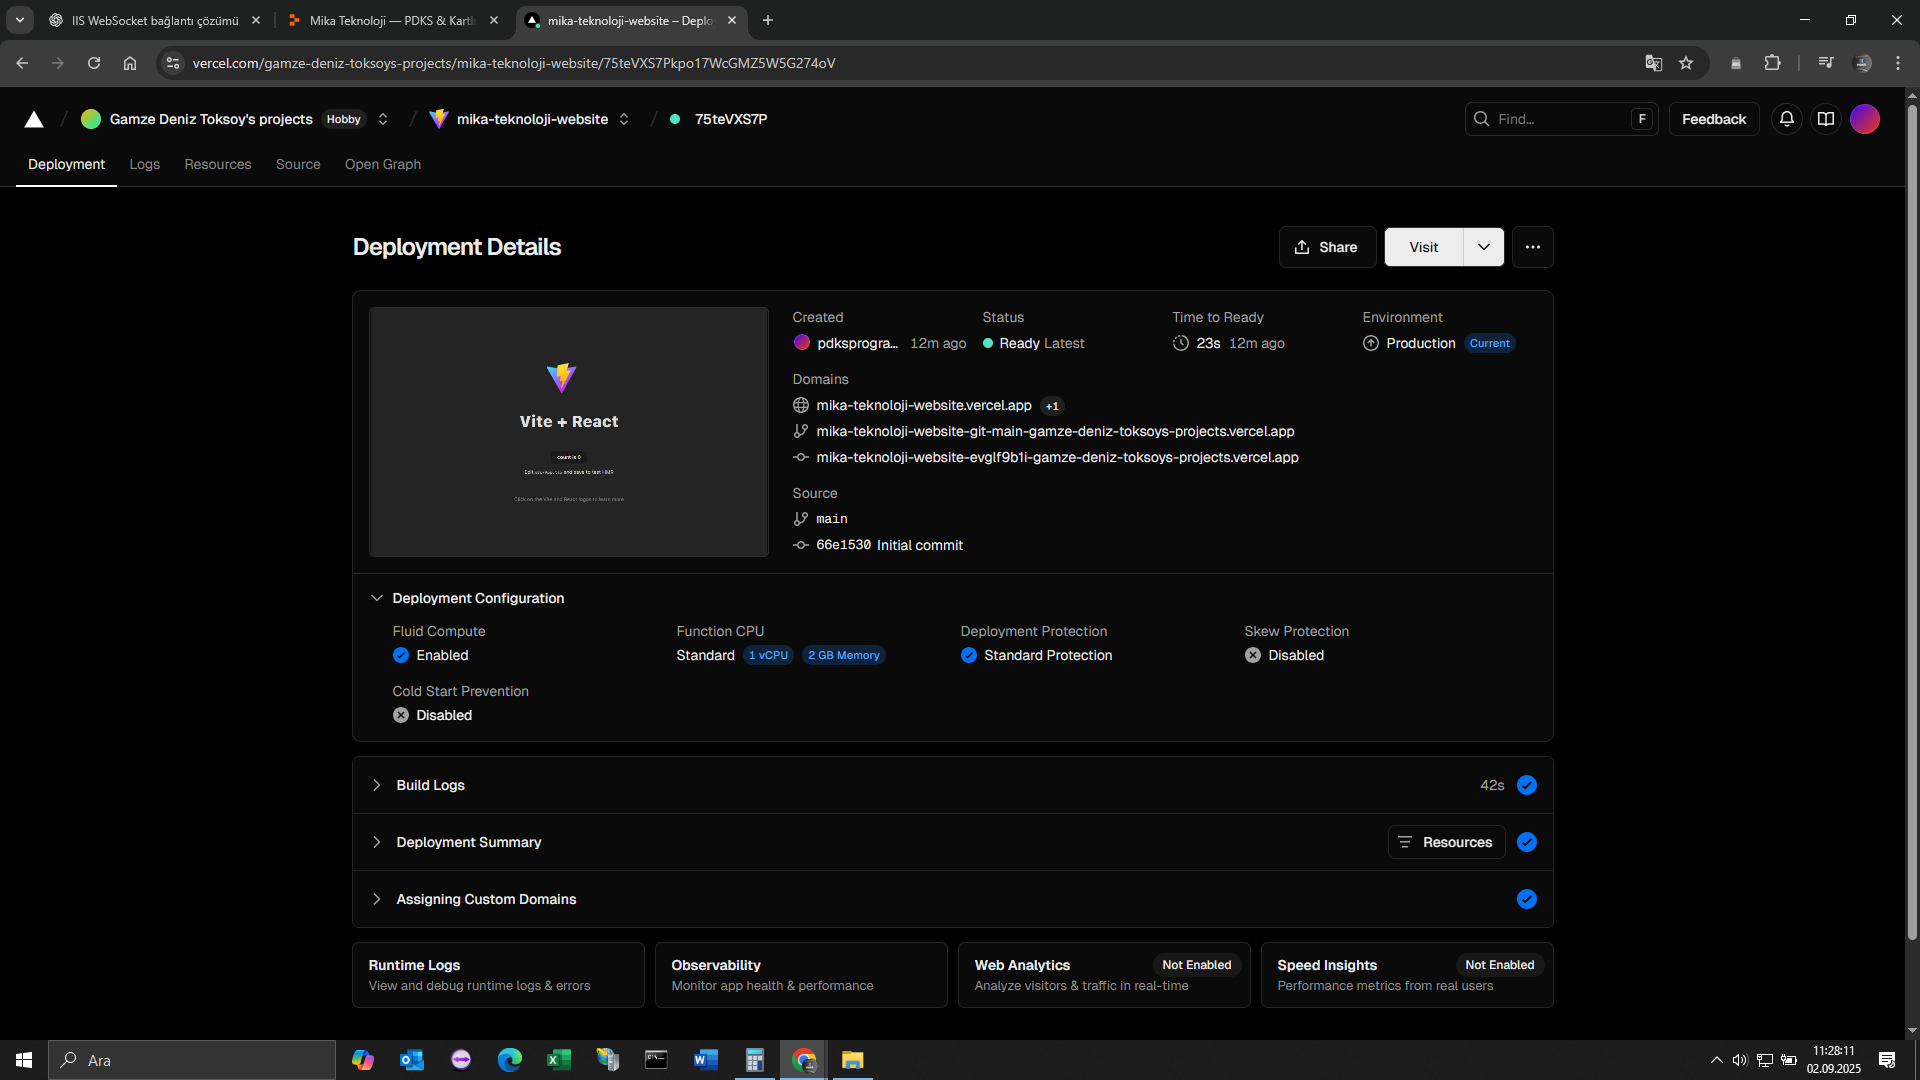 IIS WebSocket bağlantı çözümü
Mika Teknoloji — PDKS & Kartl
mika-teknoloji-website – Deplo
vercel.com/gamze-deniz-toksoys-projects/mika-teknoloji-website/75teVXS7Pkpo17WcGMZ5W5G274oV
Gamze Deniz Toksoy's projects Hobby
mika-teknoloji-website
75teVXS7P
Find... F
Feedback
Deployment Logs Resources Source Open Graph
Deployment Details
Share Visit
Created Status Time to Ready Environment
pdksprogra... 12m ago Ready Latest 23s 12m ago Production Current
Domains
mika-teknoloji-website.vercel.app +1
mika-teknoloji-website-git-main-gamze-deniz-toksoys-projects.vercel.app
mika-teknoloji-website-evglf9b1i-gamze-deniz-toksoys-projects.vercel.app
Source
main
66e1530 Initial commit
Vite + React
count is 0
Edit src/App.tsx and save to test HMR
Click on the Vite and React logos to learn more
Deployment Configuration
Fluid Compute Function CPU Deployment Protection Skew Protection
Enabled Standard 1 vCPU 2 GB Memory Standard Protection Disabled
Cold Start Prevention
Disabled
Build Logs 42s
Deployment Summary Resources
Assigning Custom Domains
Runtime Logs
View and debug runtime logs & errors
Observability
Monitor app health & performance
Web Analytics Not Enabled
Analyze visitors & traffic in real-time
Speed Insights Not Enabled
Performance metrics from real users
Ara
11:28:11
02.09.2025